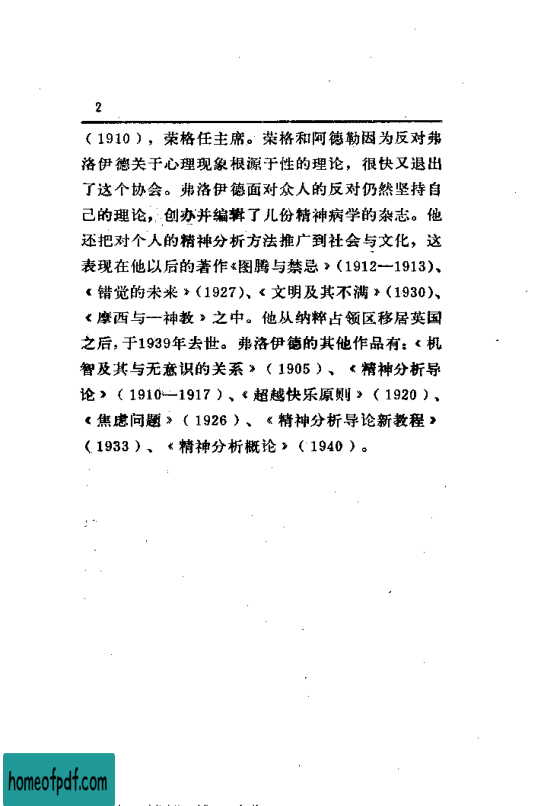 2
（1910），荣格任主席。荣格和阿德勒因为反对弗
洛伊德关于心理现象根源于性的理论，很快又退出
了这个协会。弗洛伊德面对众人的反对仍然坚持自
己的理论，创办并编辑了几份精神病学的杂志。他
还把对个人的精神分析方法推广到社会与文化，这
表现在他以后的著作《图腾与禁忌》（1912—1913）、
《错觉的未来》（1927）、《文明及其不满》（1930）、
《摩西与一神教》之中。他从纳粹占领区移居英国
之后，于1939年去世。弗洛伊德的其他作品有：《机
智及其与无意识的关系》（1905）、《精神分析导
论》（1910—1917）、《超越快乐原则》（1920）、
《焦虑问题》（1926）、《精神分析导论新教程》
（1933）、《精神分析概论》（1940）。
homeofpdf.com